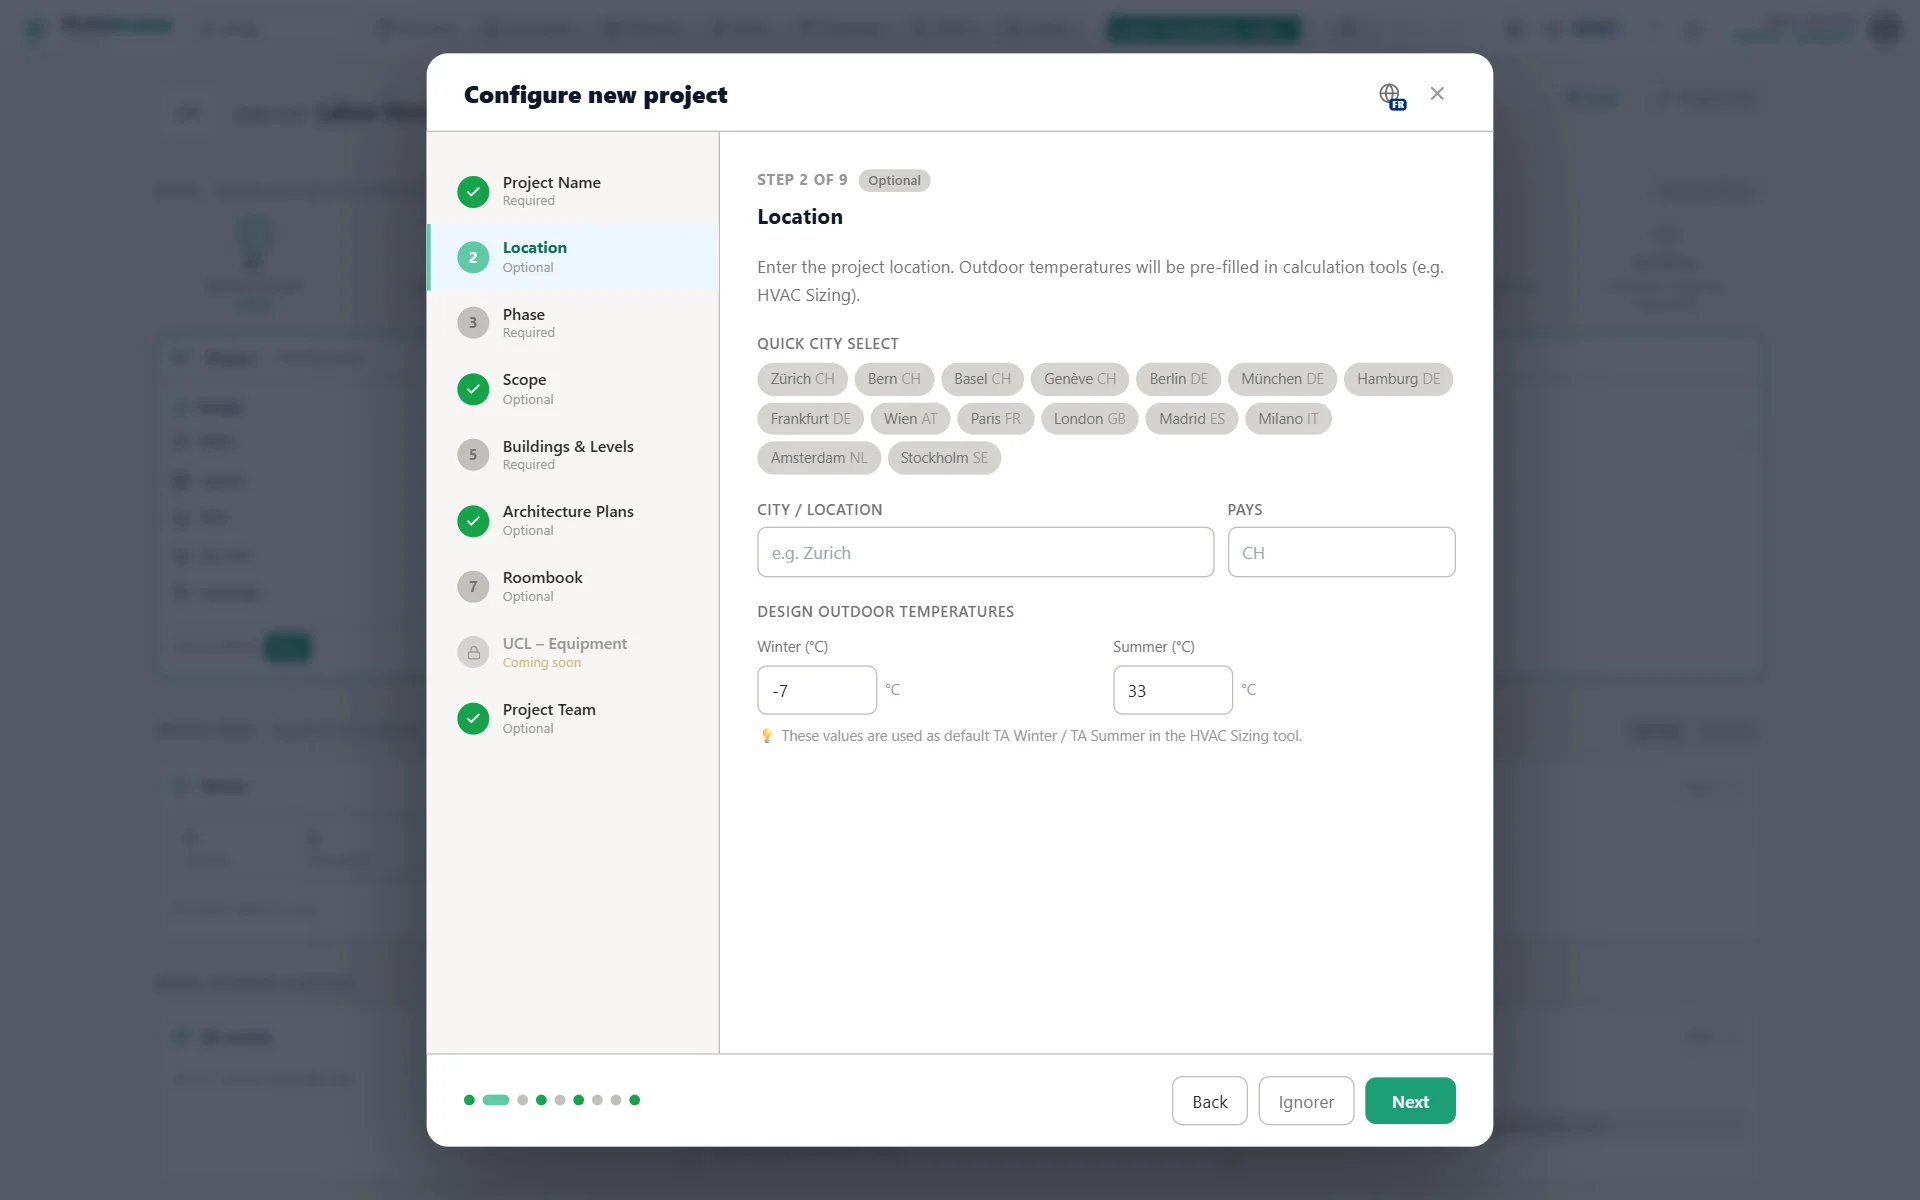 Configure new project
FR
Project Name
Required
2
Location
Optional
3
Phase
Required
Scope
Optional
5
Buildings & Levels
Required
Architecture Plans
Optional
7
Roombook
Optional
UCL – Equipment
Coming soon
Project Team
Optional
STEP 2 OF 9
Optional
Location
Enter the project location. Outdoor temperatures will be pre-filled in calculation tools (e.g.
HVAC Sizing).
QUICK CITY SELECT
Zürich CH Bern CH Basel CH Genève CH Berlin DE München DE Hamburg DE
Frankfurt DE Wien AT Paris FR London GB Madrid ES Milano IT
Amsterdam NL Stockholm SE
CITY / LOCATION PAYS
e.g. Zurich CH
DESIGN OUTDOOR TEMPERATURES
Winter (°C) Summer (°C)
-7 °C 33 °C
💡 These values are used as default TA Winter / TA Summer in the HVAC Sizing tool.
Back Ignorer Next